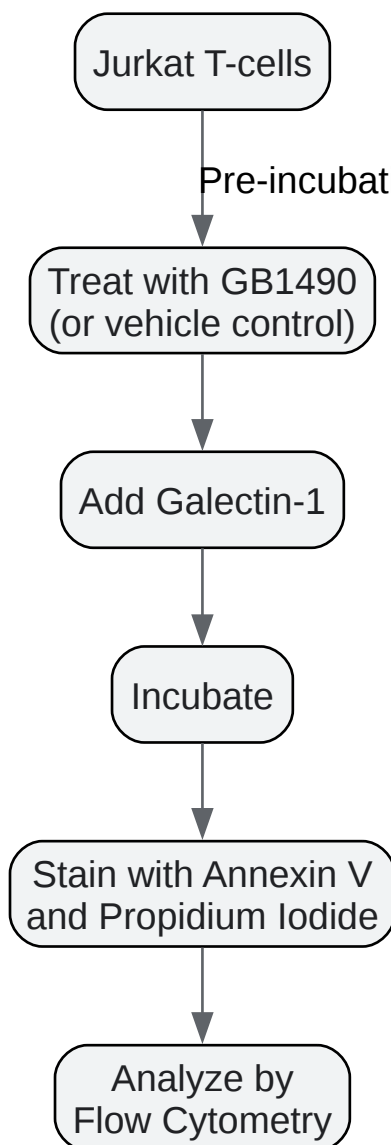 Jurkat T-cells
Pre-incubat
Treat with GB1490
(or vehicle control)
Add Galectin-1
Incubate
Stain with Annexin V
and Propidium Iodide
Analyze by
Flow Cytometry